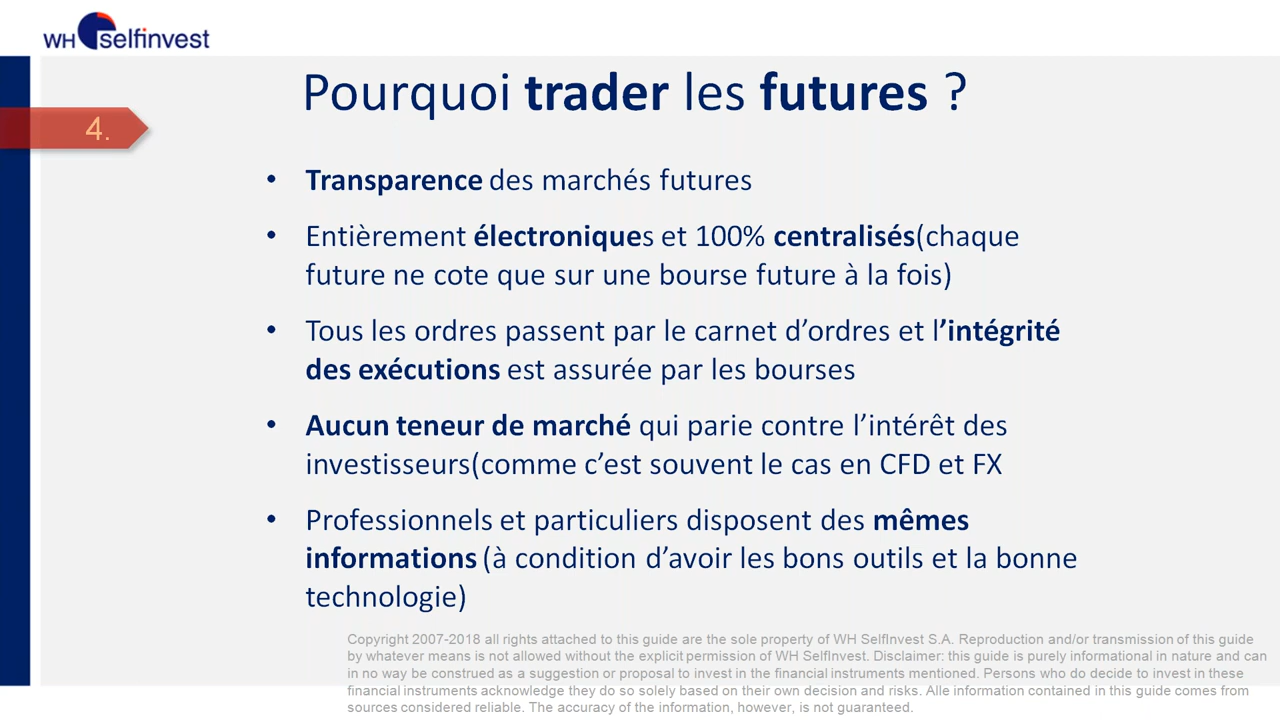 WH selfinvest
Pourquoi trader les futures ?
4.
• Transparence des marchés futures
• Entièrement électroniques et 100% centralisés(chaque
future ne cote que sur une bourse future à la fois)
• Tous les ordres passent par le carnet d’ordres et l’intégrité
des exécutions est assurée par les bourses
• Aucun teneur de marché qui parie contre l’intérêt des
investisseurs(comme c’est souvent le cas en CFD et FX
• Professionnels et particuliers disposent des mêmes
informations (à condition d’avoir les bons outils et la bonne
technologie)
Copyright 2007-2018 all rights attached to this guide are the sole property of WH SelfInvest S.A. Reproduction and/or transmission of this guide
by whatever means is not allowed without the explicit permission of WH SelfInvest. Disclaimer: this guide is purely informational in nature and can
in no way be construed as a suggestion or proposal to invest in the financial instruments mentioned. Persons who do decide to invest in these
financial instruments acknowledge they do so solely based on their own decision and risks. Alle information contained in this guide comes from
sources considered reliable. The accuracy of the information, however, is not guaranteed.